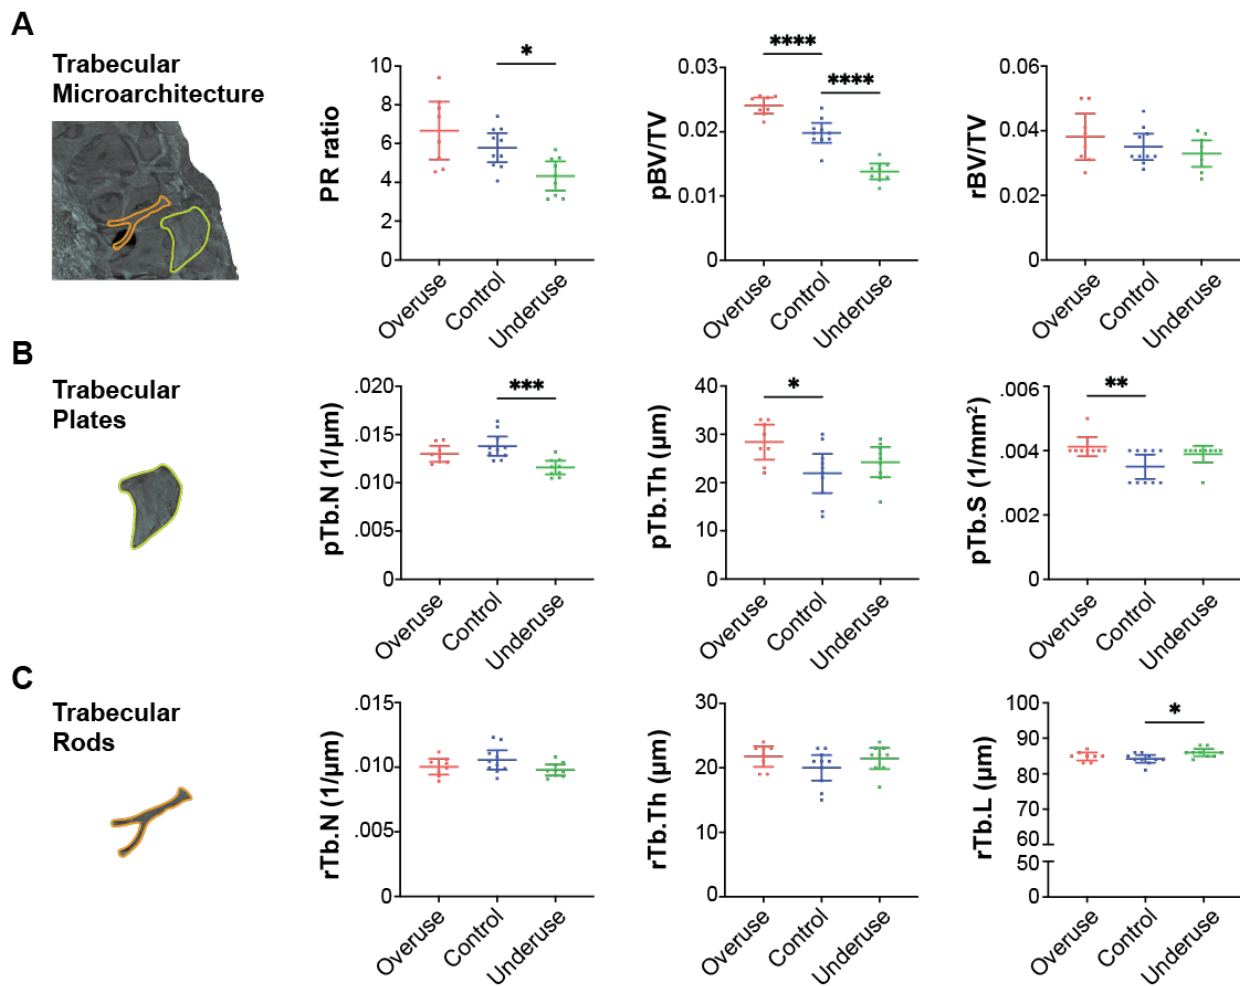 A
Trabecular
Microarchitecture
PR ratio
10
8
6
4
2
0
*
Overuse
Control
Underuse
pBV/TV
0.03
0.02
0.01
0
****
****
Overuse
Control
Underuse
rBV/TV
0.06
0.04
0.02
0
Overuse
Control
Underuse
B
Trabecular
Plates
pTb.N (1/µm)
.020
.015
.010
.005
0
***
Overuse
Control
Underuse
pTb.Th (µm)
40
30
20
10
0
*
Overuse
Control
Underuse
pTb.S (1/mm²)
.006
.004
.002
0
**
Overuse
Control
Underuse
C
Trabecular
Rods
rTb.N (1/µm)
.015
.010
.005
0
Overuse
Control
Underuse
rTb.Th (µm)
30
20
10
0
Overuse
Control
Underuse
rTb.L (µm)
100
90
80
70
60
50
0
*
Overuse
Control
Underuse